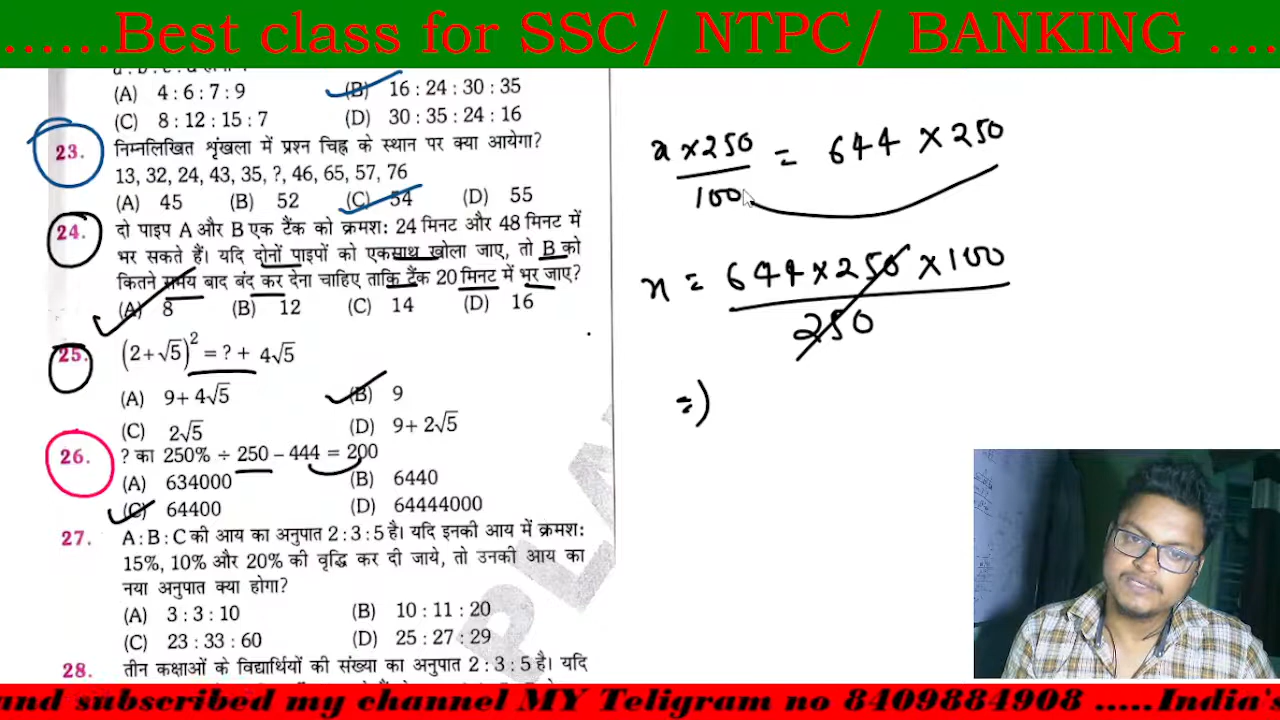 ......Best class for SSC/ NTPC/ BANKING ....
(A) 4 : 6 : 7 : 9 (B) 16 : 24 : 30 : 35
(C) 8 : 12 : 15 : 7 (D) 30 : 35 : 24 : 16
23. निम्नलिखित शृंखला में प्रश्न चिह्न के स्थान पर क्या आयेगा?
13, 32, 24, 43, 35, ?, 46, 65, 57, 76
(A) 45 (B) 52 (C) 54 (D) 55
24. दो पाइप A और B एक टैंक को क्रमश: 24 मिनट और 48 मिनट में
भर सकते हैं। यदि दोनों पाइपों को एकसाथ खोला जाए, तो B को
कितने समय बाद बंद कर देना चाहिए ताकि टैंक 20 मिनट में भर जाए?
(A) 8 (B) 12 (C) 14 (D) 16
25. (2+√5)² = ? + 4√5
(A) 9+ 4√5 (B) 9
(C) 2√5 (D) 9+ 2√5
26. ? का 250% ÷ 250 – 444 = 200
(A) 634000 (B) 6440
(C) 64400 (D) 64444000
27. A : B : C की आय का अनुपात 2 : 3 : 5 है। यदि इनकी आय में क्रमश:
15%, 10% और 20% की वृद्धि कर दी जाये, तो उनकी आय का
नया अनुपात क्या होगा?
(A) 3 : 3 : 10 (B) 10 : 11 : 20
(C) 23 : 33 : 60 (D) 25 : 27 : 29
28. तीन कक्षाओं के विद्यार्थियों की संख्या का अनुपात 2 : 3 : 5 है। यदि
x × 250 = 644 × 250
100
x = 644 × 250 × 100
250
=)
and subscribed my channel MY Teligram no 8409884908 .....India's